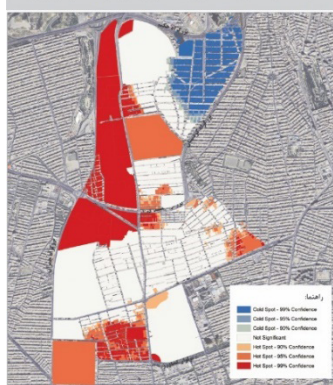 راهنما:
Cold Spot - 99% Confidence
Cold Spot - 95% Confidence
Cold Spot - 90% Confidence
Not Significant
Hot Spot - 90% Confidence
Hot Spot - 95% Confidence
Hot Spot - 99% Confidence